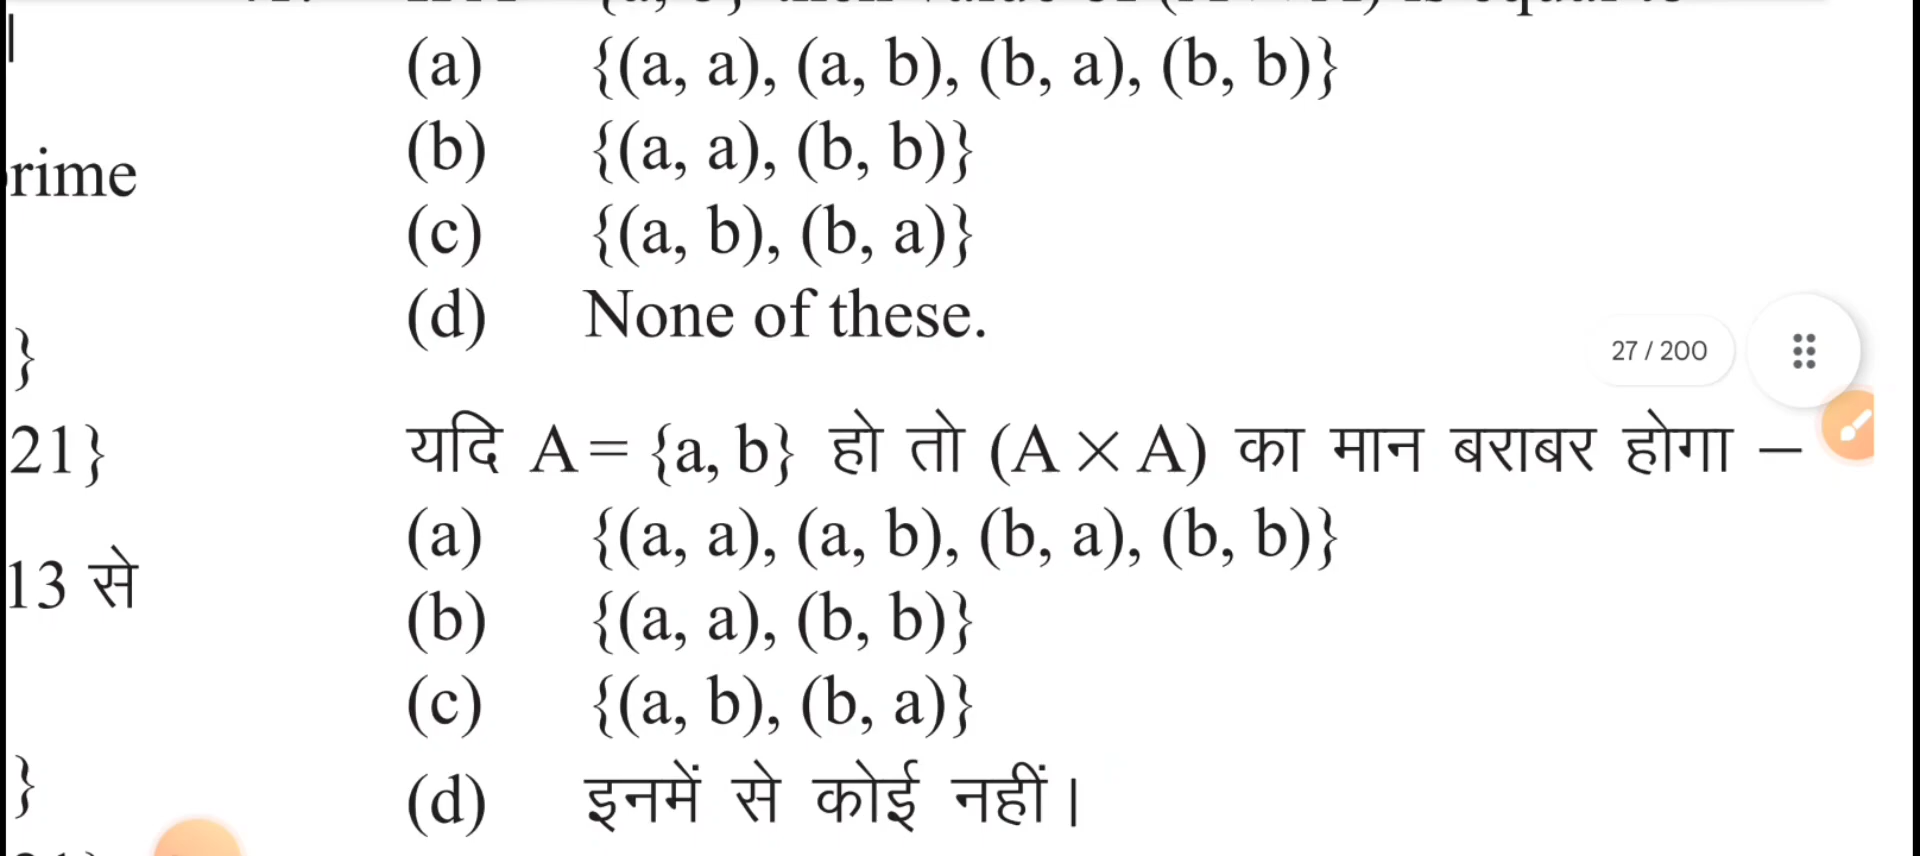 (a) {(a, a), (a, b), (b, a), (b, b)}
(b) {(a, a), (b, b)}
(c) {(a, b), (b, a)}
(d) None of these.
rime
}
21}
13 से
}
27 / 200
यदि A = {a, b} हो तो (A × A) का मान बराबर होगा –
(a) {(a, a), (a, b), (b, a), (b, b)}
(b) {(a, a), (b, b)}
(c) {(a, b), (b, a)}
(d) इनमें से कोई नहीं।